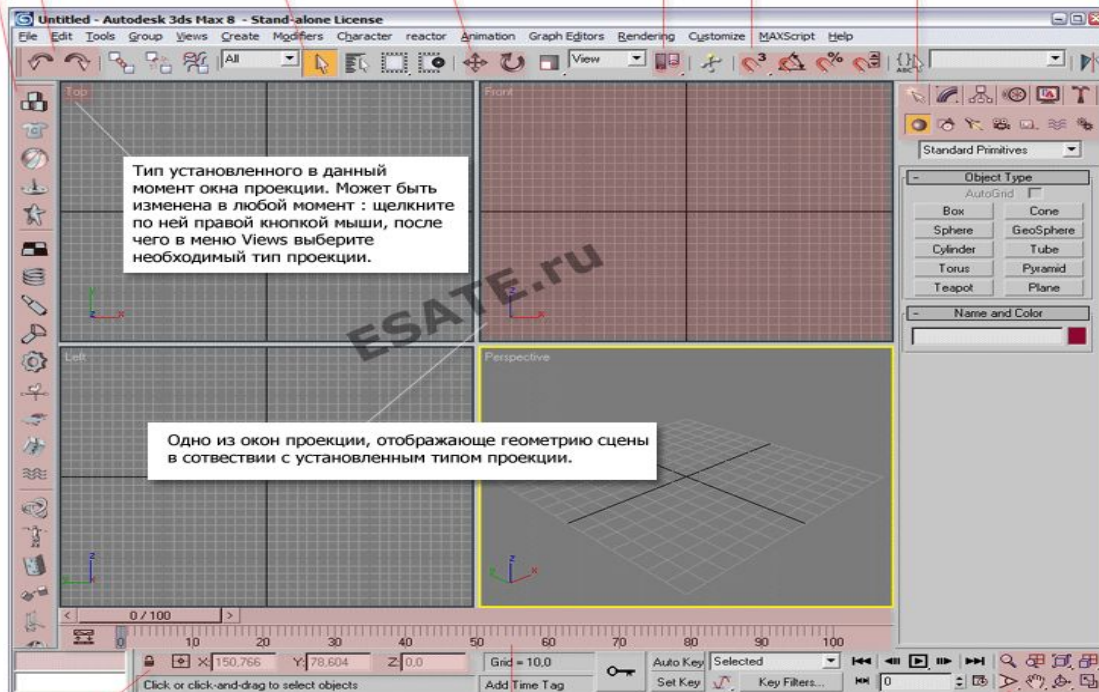 Untitled - Autodesk 3ds Max 8 - Stand-alone License
File Edit Tools Group Views Create Modifiers Character reactor Animation Graph Editors Rendering Customize MAXScript Help
All
View
3
%
ABC
Top
Front
Тип установленного в данный
момент окна проекции. Может быть
изменена в любой момент : щелкните
по ней правой кнопкой мыши, после
чего в меню Views выберите
необходимый тип проекции.
y
z x
z
x
ESATE.ru
Left
Perspective
Одно из окон проекции, отображающе геометрию сцены
в сотвествии с установленным типом проекции.
z
y x
z
y x
Standard Primitives
- Object Type
AutoGrid
Box Cone
Sphere GeoSphere
Cylinder Tube
Torus Pyramid
Teapot Plane
- Name and Color
< 0 / 100 >
0 10 20 30 40 50 60 70 80 90 100
X: 150,766 Y: 78,604 Z: 0,0 Grid = 10,0 Auto Key Selected
Click or click-and-drag to select objects Add Time Tag Set Key Key Filters... 0